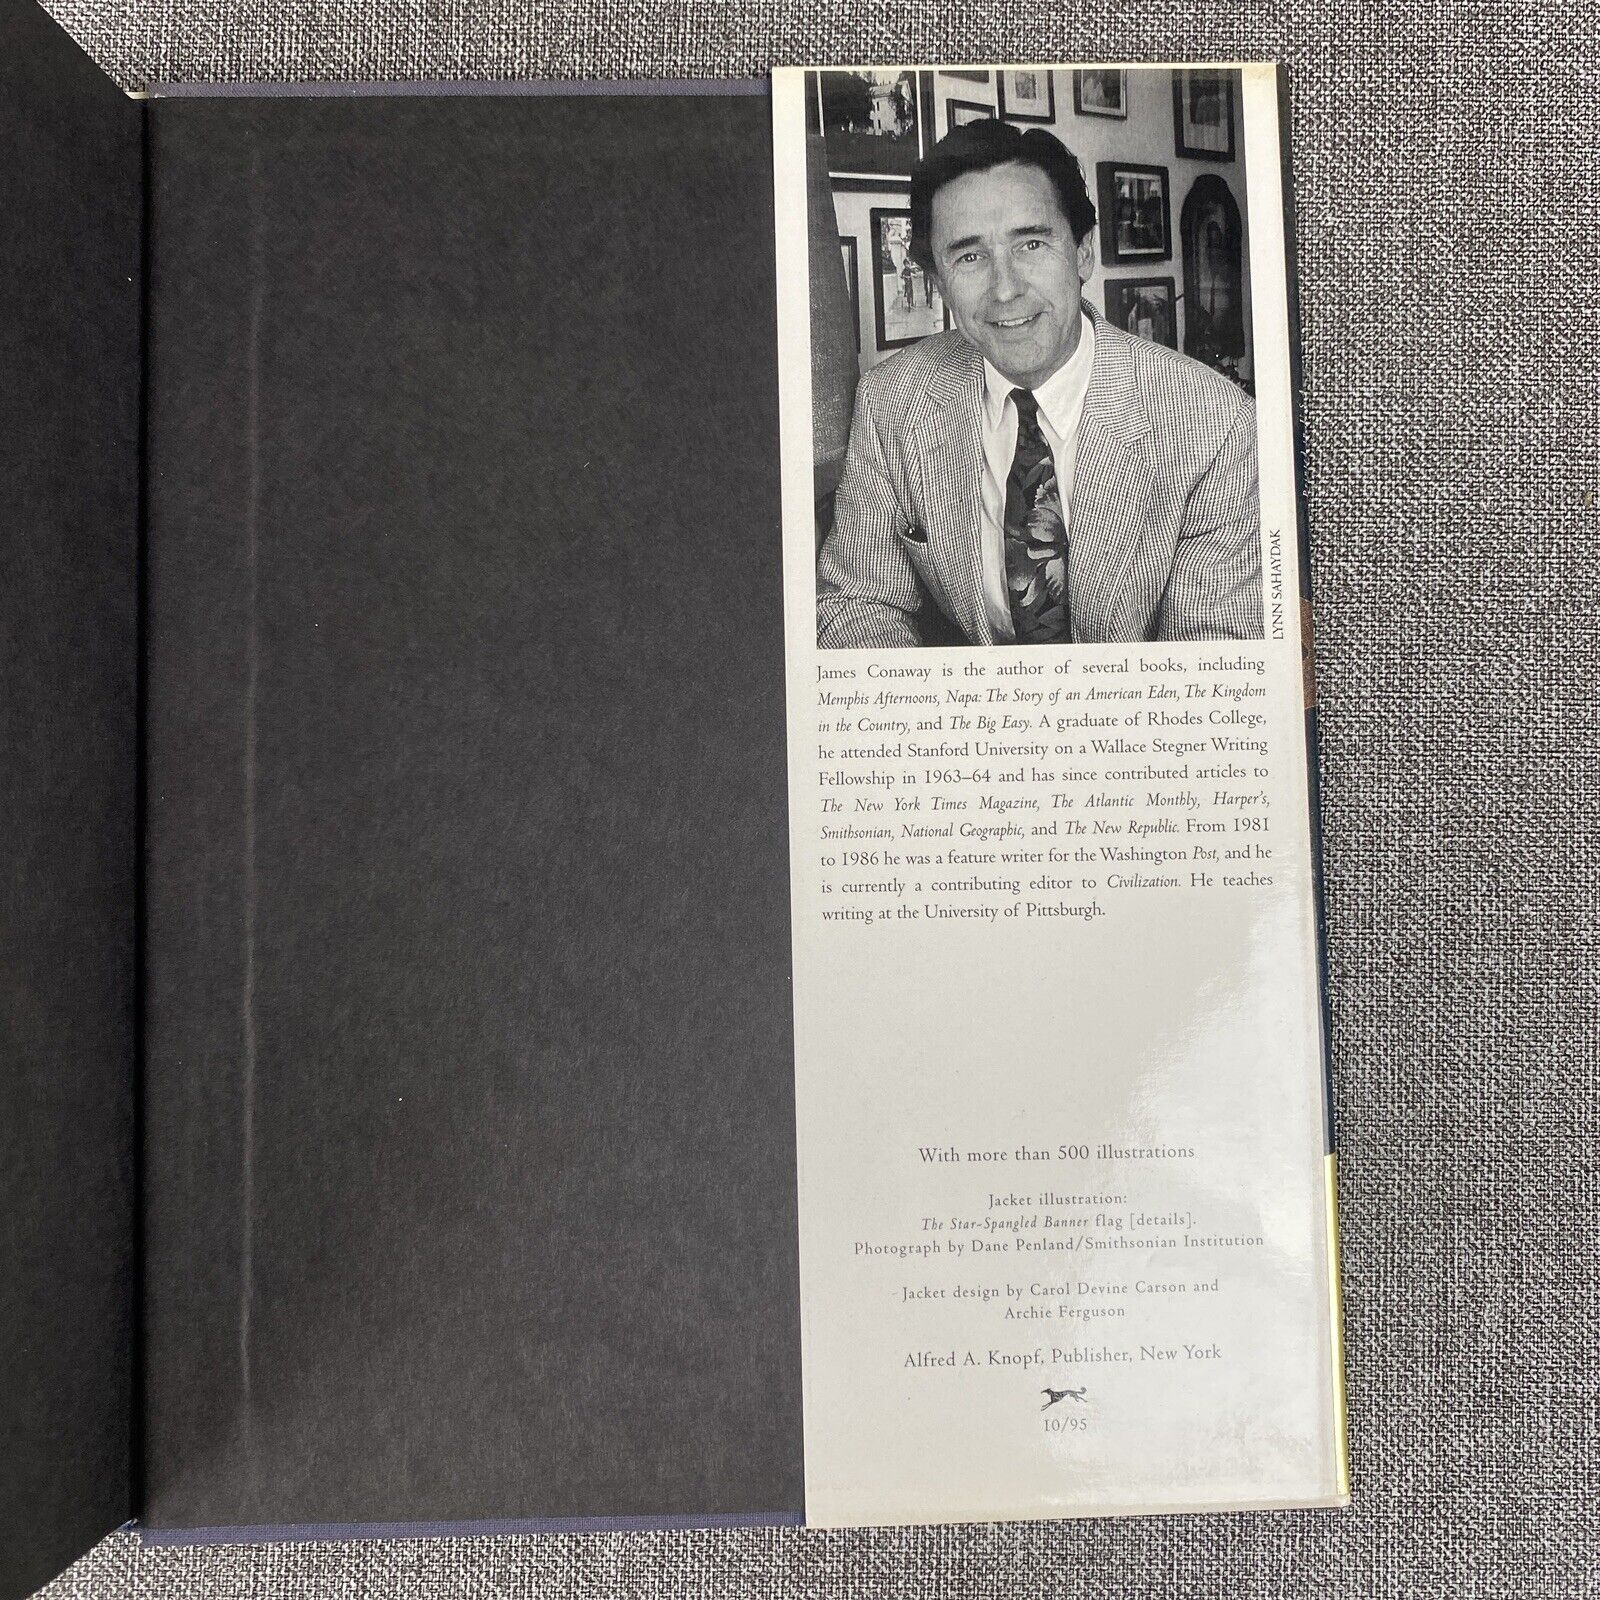 LYNN SAHAYDAK
James Conaway is the author of several books, including
Memphis Afternoons, Napa: The Story of an American Eden, The Kingdom
in the Country, and The Big Easy. A graduate of Rhodes College,
he attended Stanford University on a Wallace Stegner Writing
Fellowship in 1963–64 and has since contributed articles to
The New York Times Magazine, The Atlantic Monthly, Harper's,
Smithsonian, National Geographic, and The New Republic. From 1981
to 1986 he was a feature writer for the Washington Post, and he
is currently a contributing editor to Civilization. He teaches
writing at the University of Pittsburgh.
With more than 500 illustrations
Jacket illustration:
The Star-Spangled Banner flag [details].
Photograph by Dane Penland/Smithsonian Institution
Jacket design by Carol Devine Carson and
Archie Ferguson
Alfred A. Knopf, Publisher, New York
10/95